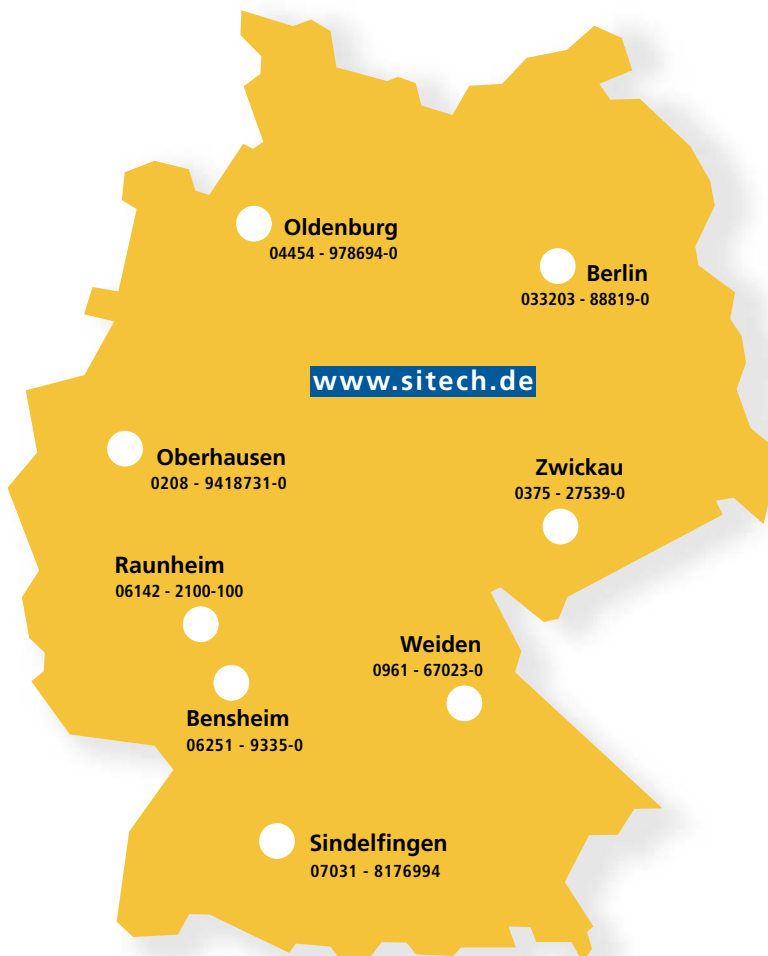 Oldenburg
04454 - 978694-0
Berlin
033203 - 88819-0
www.sitech.de
Oberhausen
0208 - 9418731-0
Zwickau
0375 - 27539-0
Raunheim
06142 - 2100-100
Weiden
0961 - 67023-0
Bensheim
06251 - 9335-0
Sindelfingen
07031 - 8176994